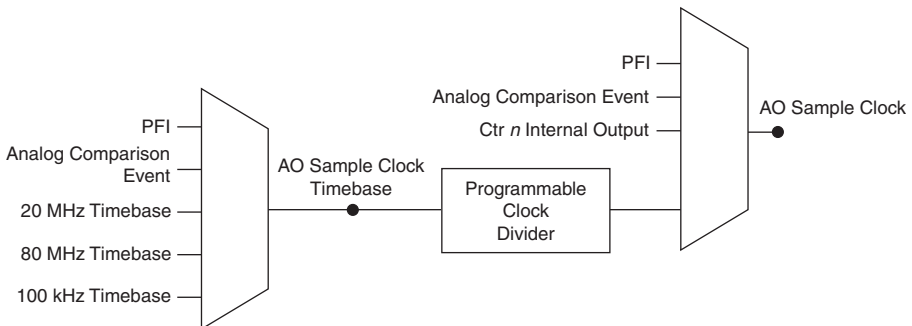 PFI
Analog Comparison Event
Ctr n Internal Output
AO Sample Clock
PFI
Analog Comparison
Event
20 MHz Timebase
80 MHz Timebase
100 kHz Timebase
AO Sample Clock
Timebase
Programmable
Clock
Divider